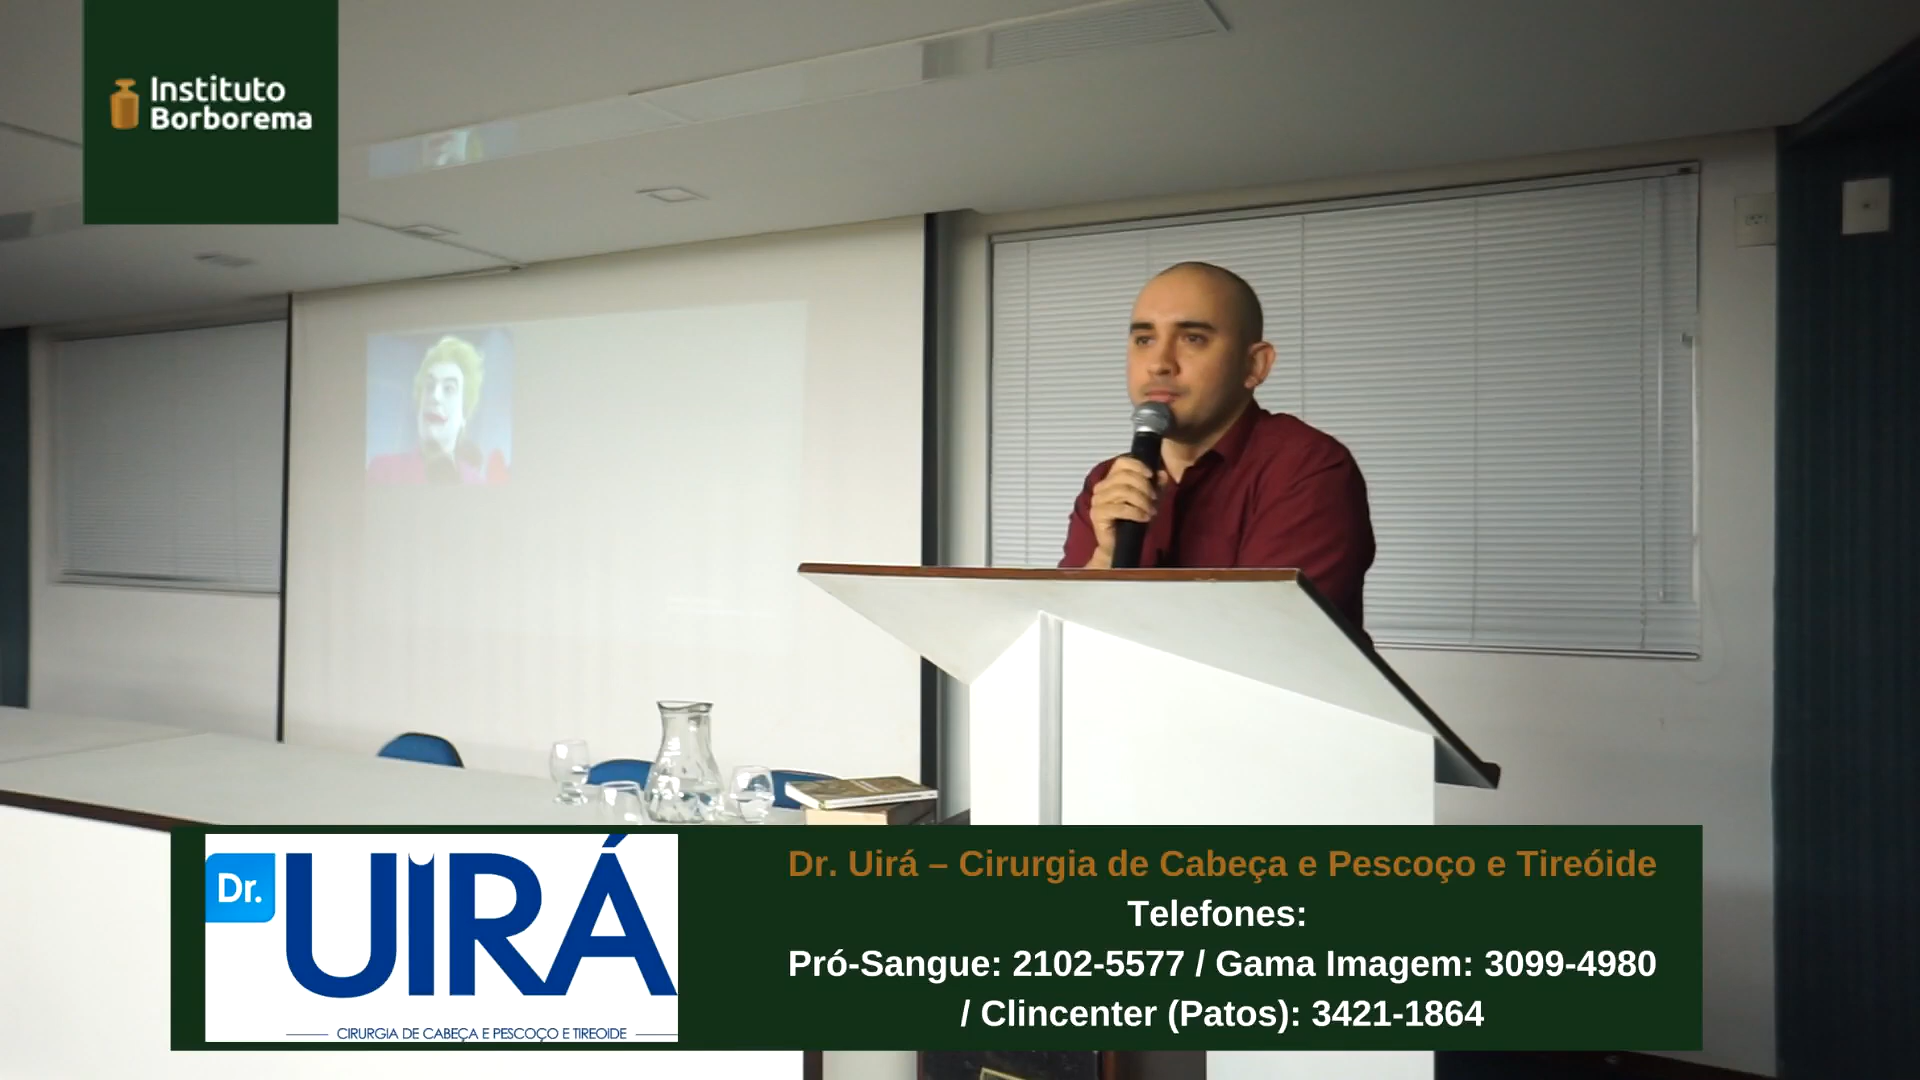 Instituto
Borborema
Dr. UiRÁ
CIRURGIA DE CABEÇA E PESCOÇO E TIREOIDE
Dr. Uirá – Cirurgia de Cabeça e Pescoço e Tireóide
Telefones:
Pró-Sangue: 2102-5577 / Gama Imagem: 3099-4980
/ Clincenter (Patos): 3421-1864